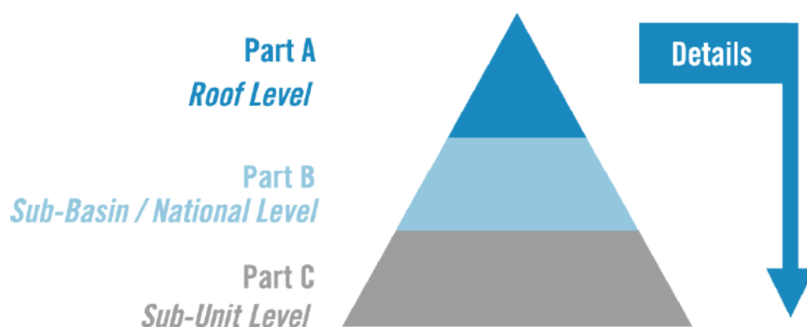 Part A
Roof Level
Details
Part B
Sub-Basin / National Level
Part C
Sub-Unit Level